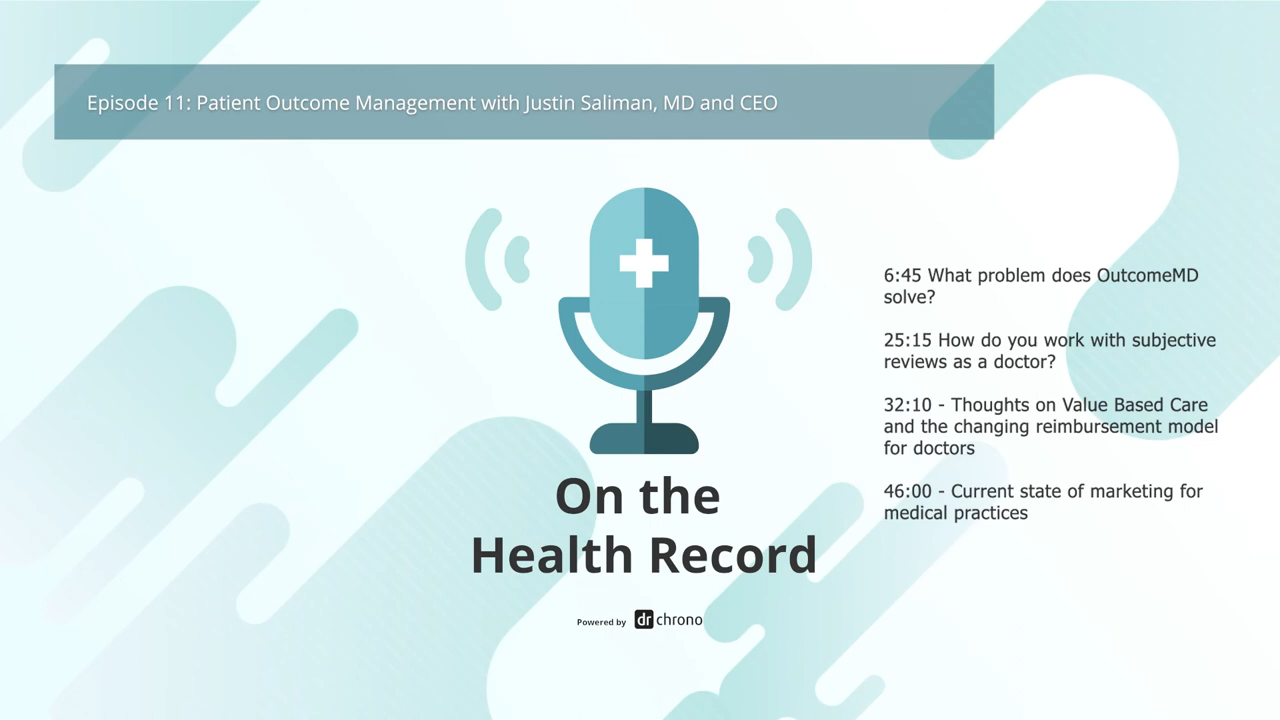 Episode 11: Patient Outcome Management with Justin Saliman, MD and CEO
6:45 What problem does OutcomeMD
solve?
25:15 How do you work with subjective
reviews as a doctor?
32:10 - Thoughts on Value Based Care
and the changing reimbursement model
for doctors
46:00 - Current state of marketing for
medical practices
On the
Health Record
Powered by dr chrono